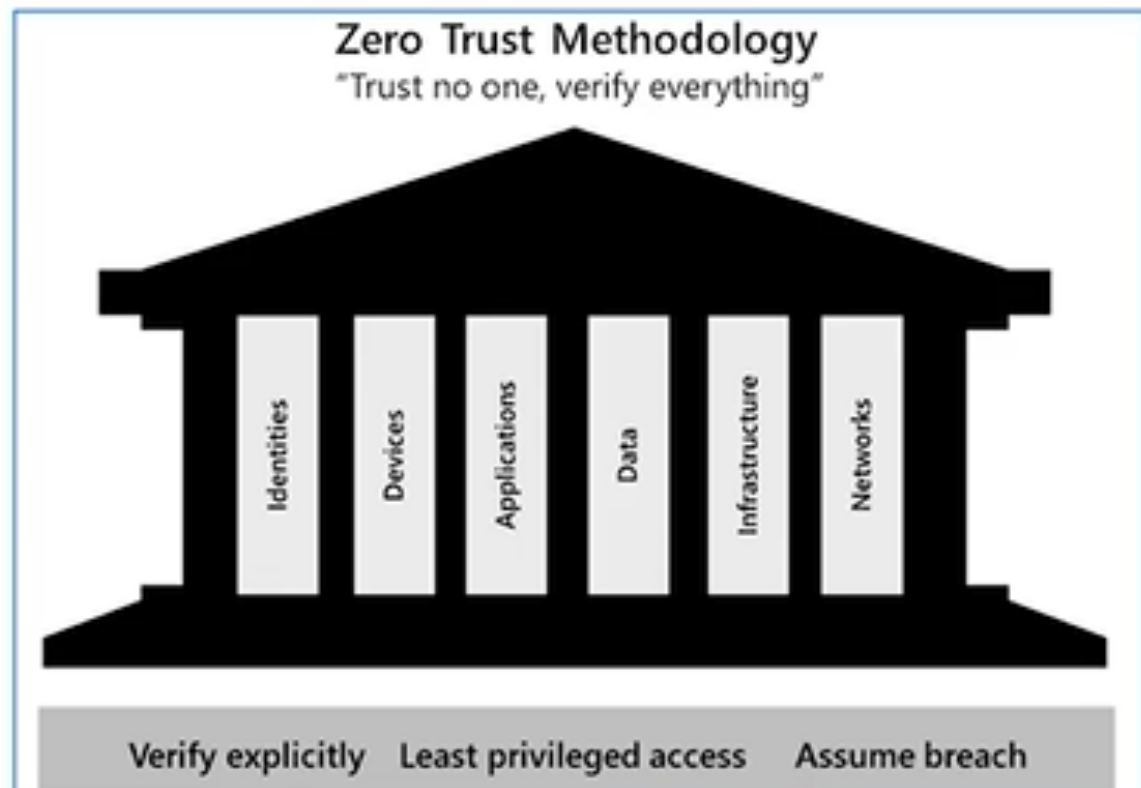 Zero Trust Methodology
“Trust no one, verify everything”
Identities
Devices
Applications
Data
Infrastructure
Networks
Verify explicitly Least privileged access Assume breach